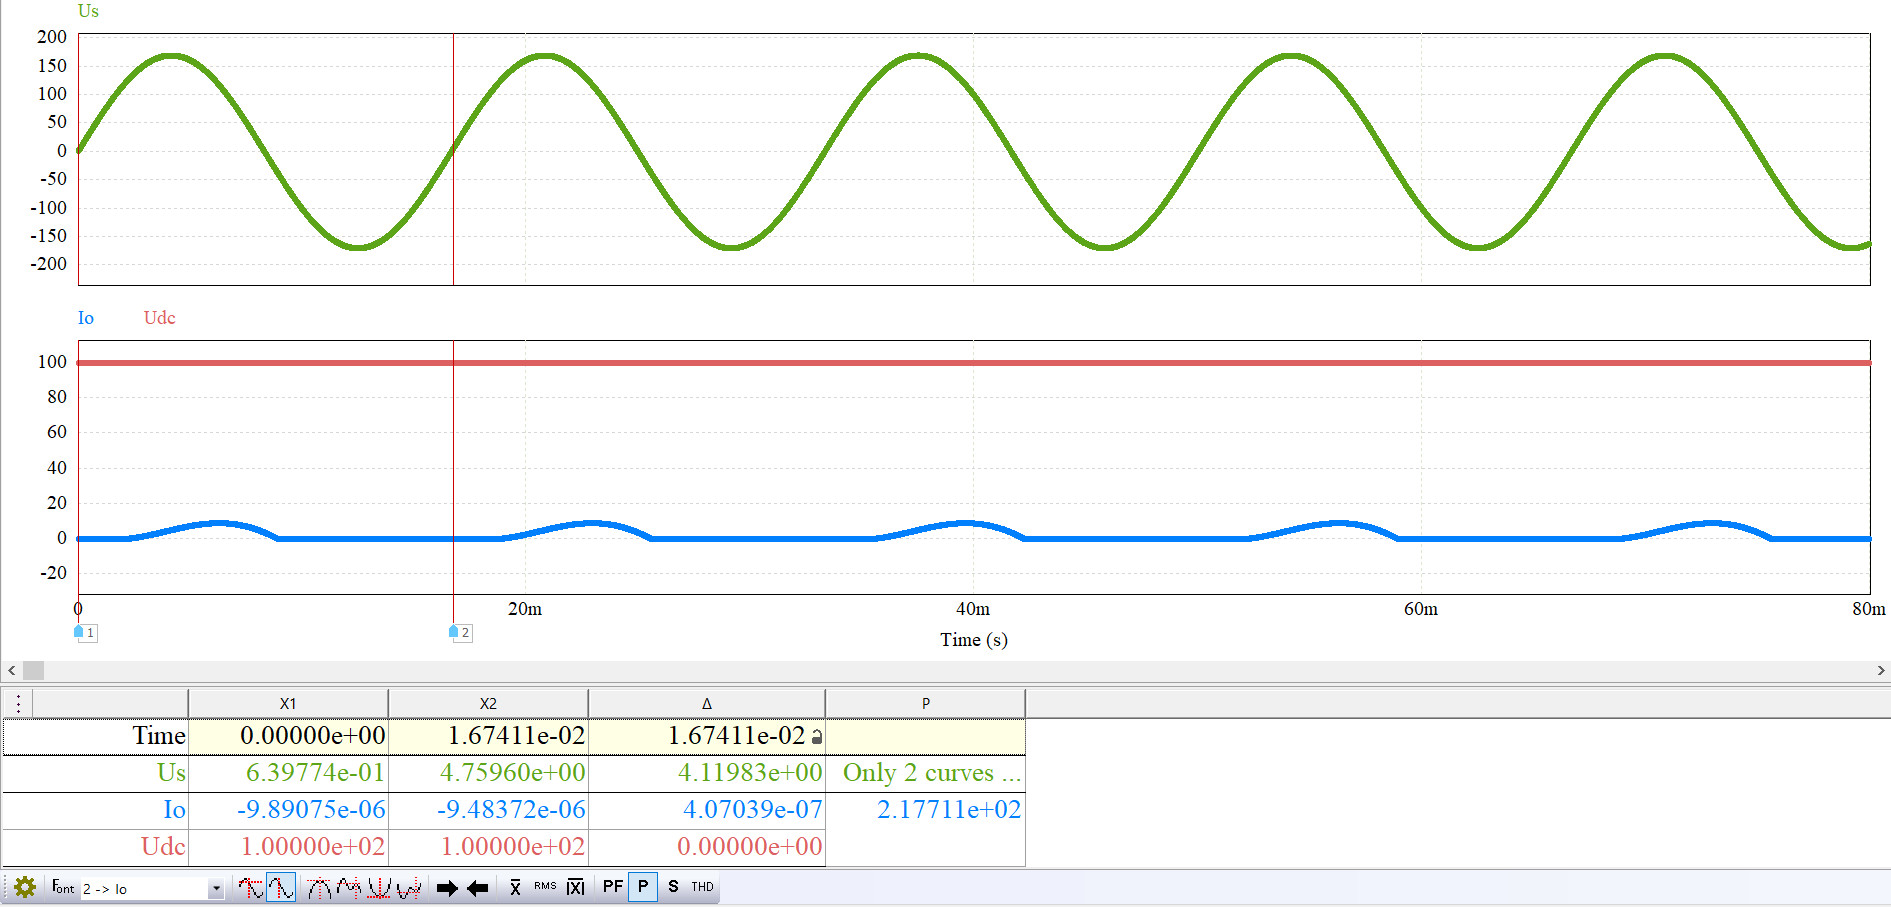 Us
200
150
100
50
0
-50
-100
-150
-200
Io Udc
100
80
60
40
20
0
-20
0 20m 40m 60m 80m
1 2
Time (s)
X1 X2 Δ P
Time 0.00000e+00 1.67411e-02 1.67411e-02
Us 6.39774e-01 4.75960e+00 4.11983e+00 Only 2 curves ...
Io -9.89075e-06 -9.48372e-06 4.07039e-07 2.17711e+02
Udc 1.00000e+02 1.00000e+02 0.00000e+00
Font 2 -> Io x RMS |X| PF P S THD